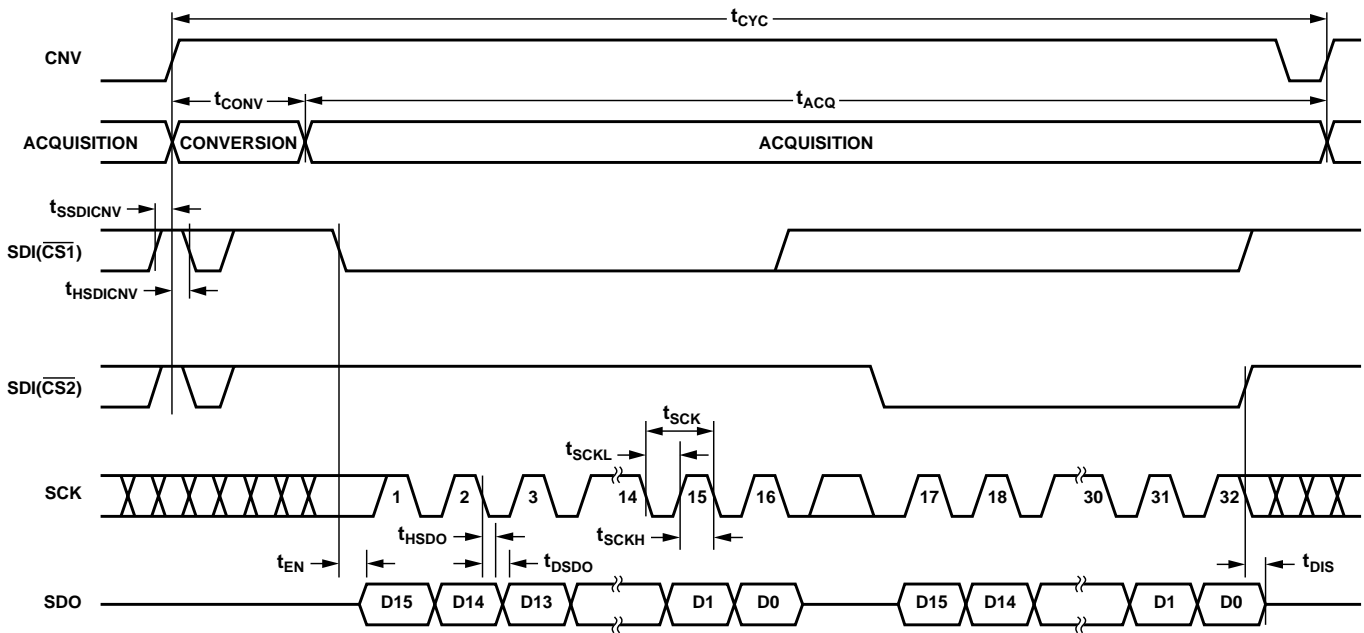 tCYC
CNV
tCONV
tACQ
ACQUISITION CONVERSION ACQUISITION
tSSDICNV
SDI(CS1)
tHSDICNV
SDI(CS2)
tSCK
tSCKL
SCK 1 2 3 14 15 16 17 18 30 31 32
tHSDO
tSCKH
tEN
tDSDO
tDIS
SDO D15 D14 D13 D1 D0 D15 D14 D1 D0